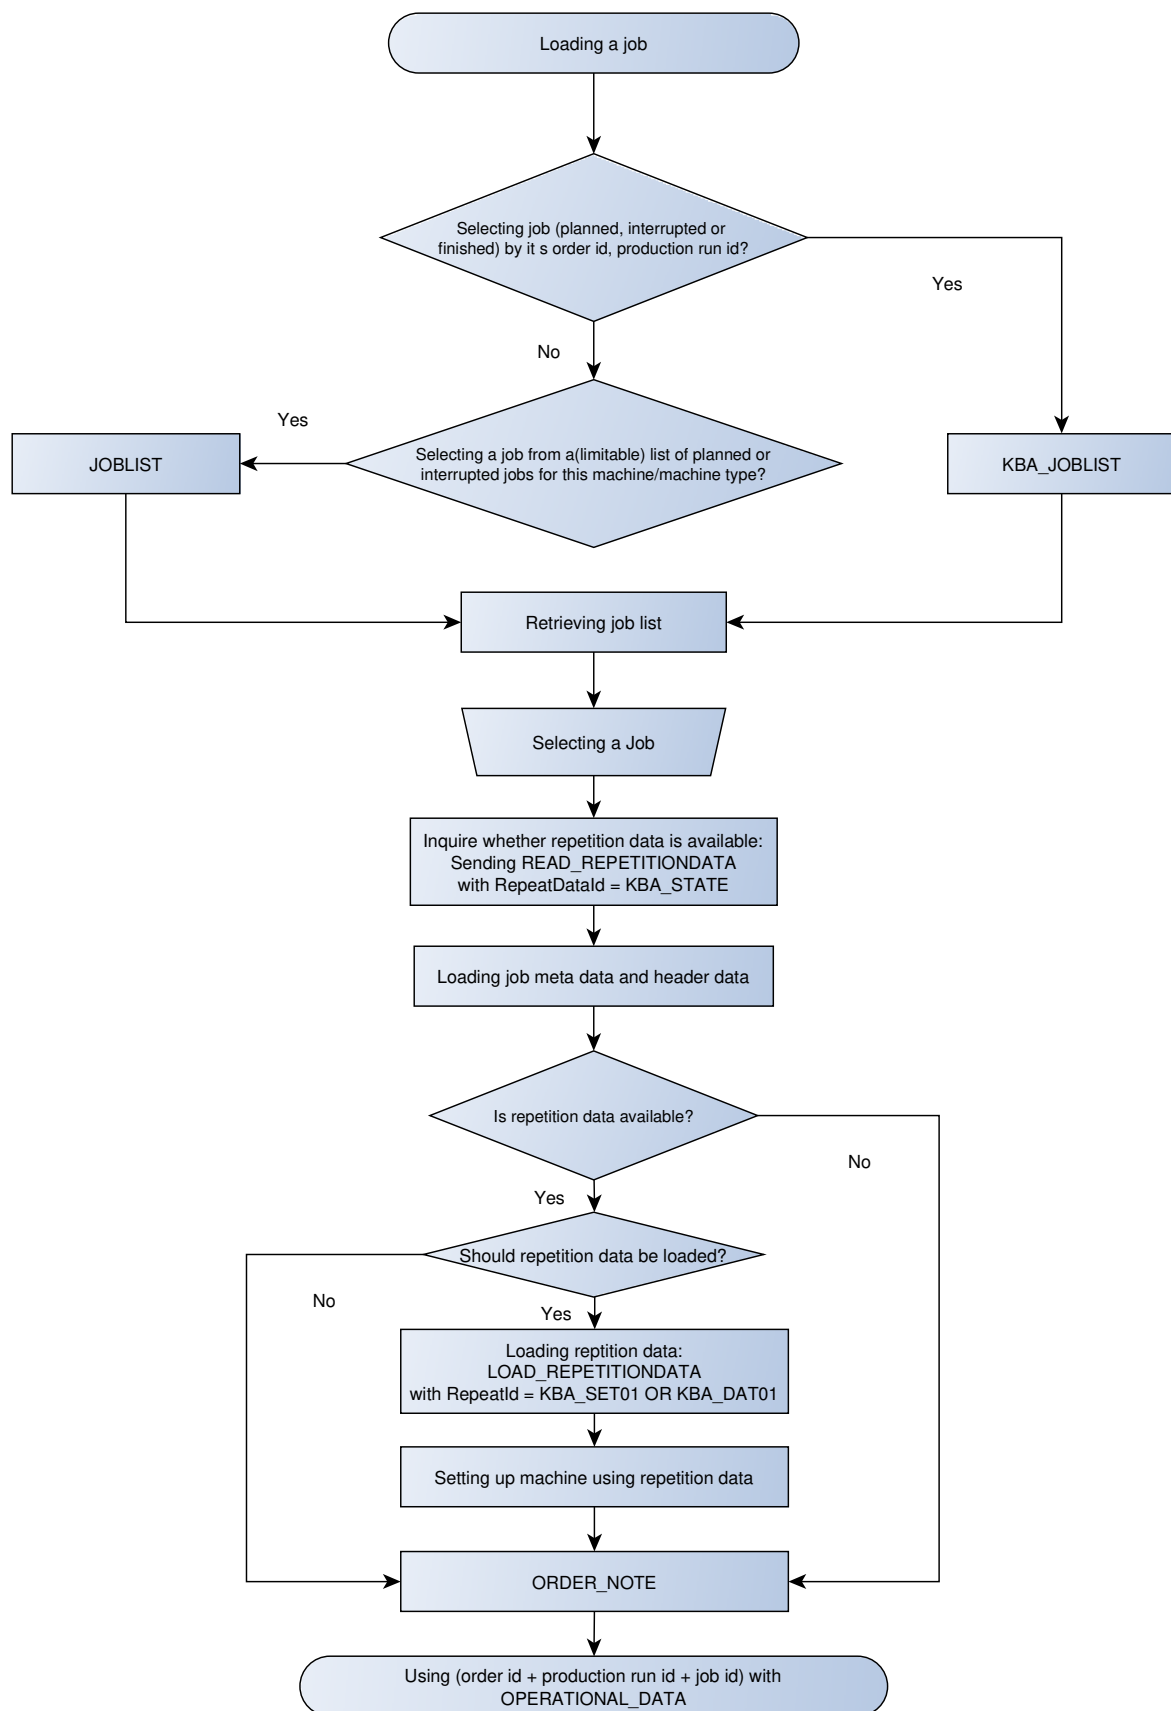 Loading a job
Selecting job (planned, interrupted or
finished) by it s order id, production run id?
Yes
No
Yes
Selecting a job from a(limitable) list of planned or
interrupted jobs for this machine/machine type?
JOBLIST
KBA_JOBLIST
Retrieving job list
Selecting a Job
Inquire whether repetition data is available:
Sending READ_REPETITIONDATA
with RepeatDataId = KBA_STATE
Loading job meta data and header data
Is repetition data available?
No
Yes
Should repetition data be loaded?
No
Yes
Loading reptition data:
LOAD_REPETITIONDATA
with RepeatId = KBA_SET01 OR KBA_DAT01
Setting up machine using repetition data
ORDER_NOTE
Using (order id + production run id + job id) with
OPERATIONAL_DATA